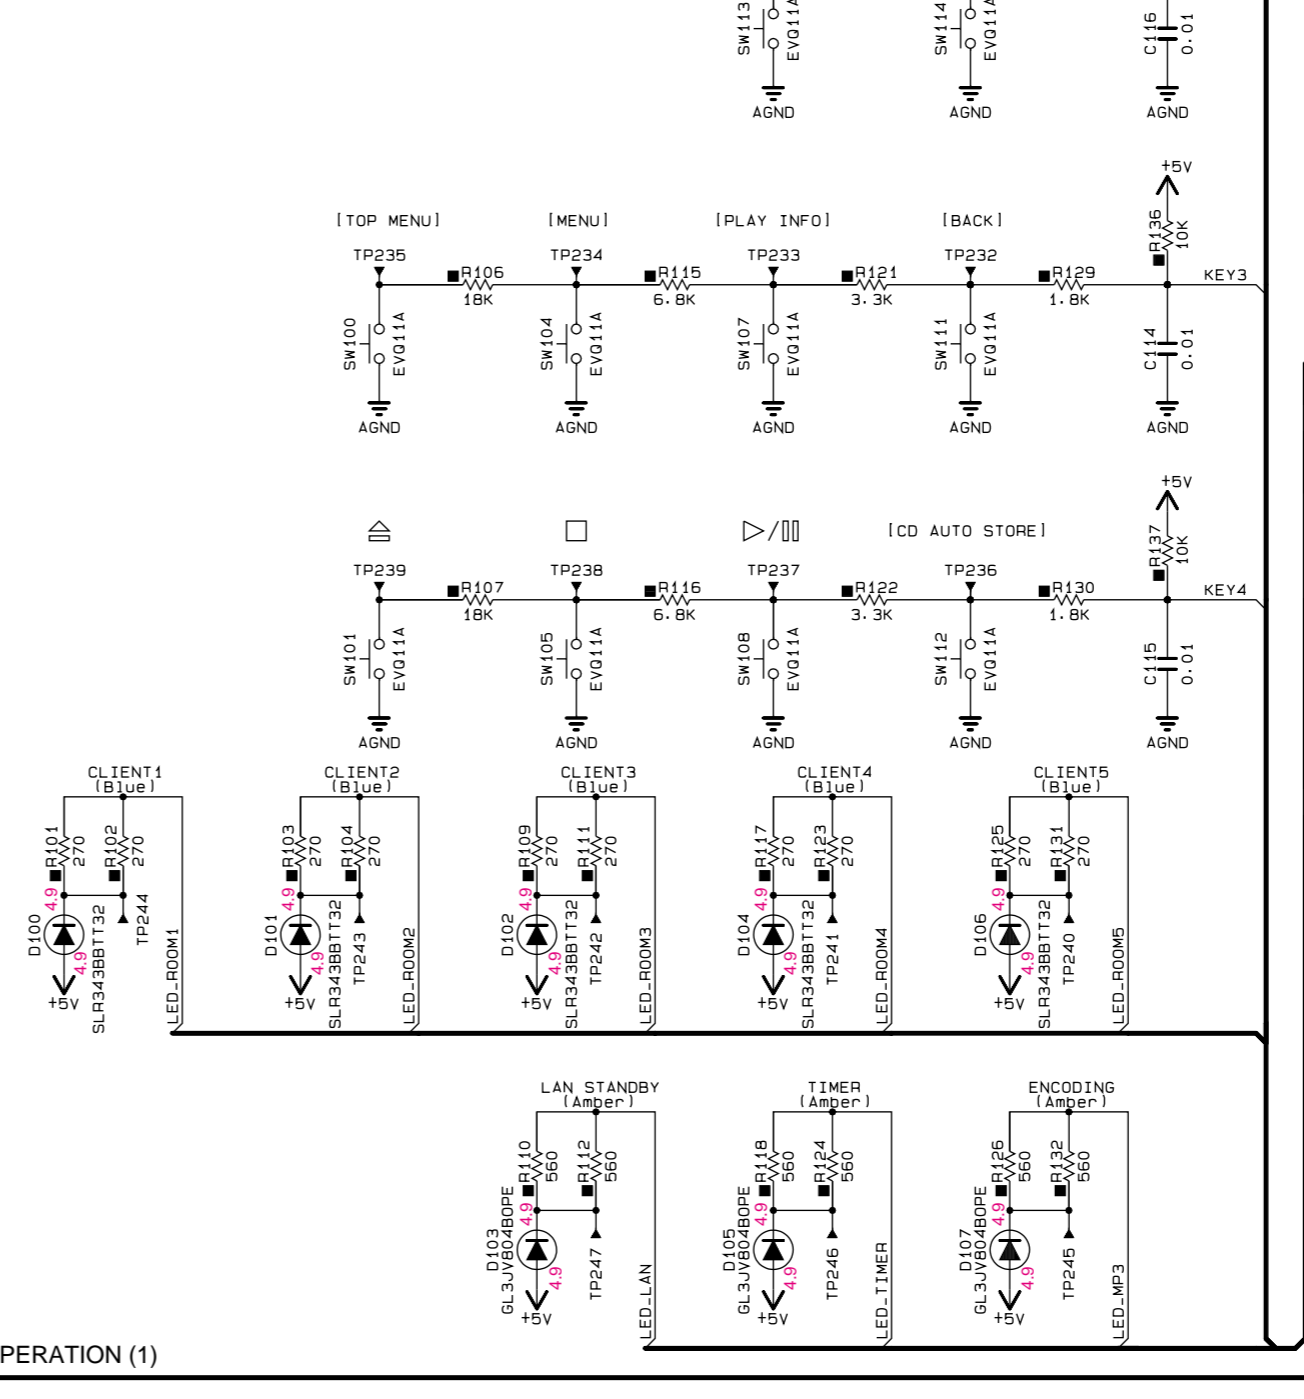 SW113
EVQ11A
SW114
EVQ11A
C116
0.01
AGND
AGND
AGND
+5V
[TOP MENU]
[MENU]
[PLAY INFO]
[BACK]
R136
10K
TP235
TP234
TP233
TP232
R106
18K
R115
6.8K
R121
3.3K
R129
1.8K
KEY3
SW100
EVQ11A
SW104
EVQ11A
SW107
EVQ11A
SW111
EVQ11A
C114
0.01
AGND
AGND
AGND
AGND
AGND
+5V
[CD AUTO STORE]
R137
10K
TP239
TP238
TP237
TP236
R107
18K
R116
6.8K
R122
3.3K
R130
1.8K
KEY4
SW101
EVQ11A
SW105
EVQ11A
SW108
EVQ11A
SW112
EVQ11A
C115
0.01
AGND
AGND
AGND
AGND
AGND
CLIENT1
(Blue)
R101
270
R102
270
4.9
D100
4.9
+5V
SLR343BBTT32
TP244
LED_ROOM1
CLIENT2
(Blue)
R103
270
R104
270
4.9
D101
4.9
+5V
SLR343BBTT32
TP243
LED_ROOM2
CLIENT3
(Blue)
R109
270
R111
270
4.9
D102
4.9
+5V
SLR343BBTT32
TP242
LED_ROOM3
CLIENT4
(Blue)
R117
270
R123
270
4.9
D104
4.9
+5V
SLR343BBTT32
TP241
LED_ROOM4
CLIENT5
(Blue)
R125
270
R131
270
4.9
D106
4.9
+5V
SLR343BBTT32
TP240
LED_ROOM5
LAN STANDBY
(Amber)
R110
560
R112
560
4.9
D103
GL3JV804B0PE
4.9
+5V
TP247
LED_LAN
TIMER
(Amber)
R118
560
R124
560
4.9
D105
GL3JV804B0PE
4.9
+5V
TP246
LED_TIMER
ENCODING
(Amber)
R126
560
R132
560
4.9
D107
GL3JV804B0PE
4.9
+5V
TP245
LED_MP3
PERATION (1)